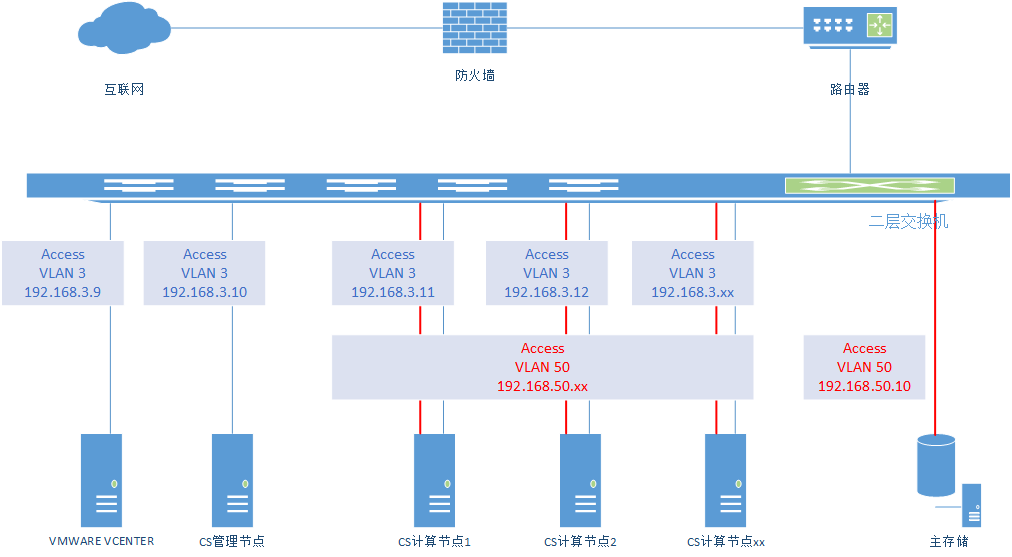 互联网
防火墙
路由器
二层交换机
Access
VLAN 3
192.168.3.9
Access
VLAN 3
192.168.3.10
Access
VLAN 3
192.168.3.11
Access
VLAN 3
192.168.3.12
Access
VLAN 3
192.168.3.xx
Access
VLAN 50
192.168.50.xx
Access
VLAN 50
192.168.50.10
VMWARE VCENTER
CS管理节点
CS计算节点1
CS计算节点2
CS计算节点xx
主存储